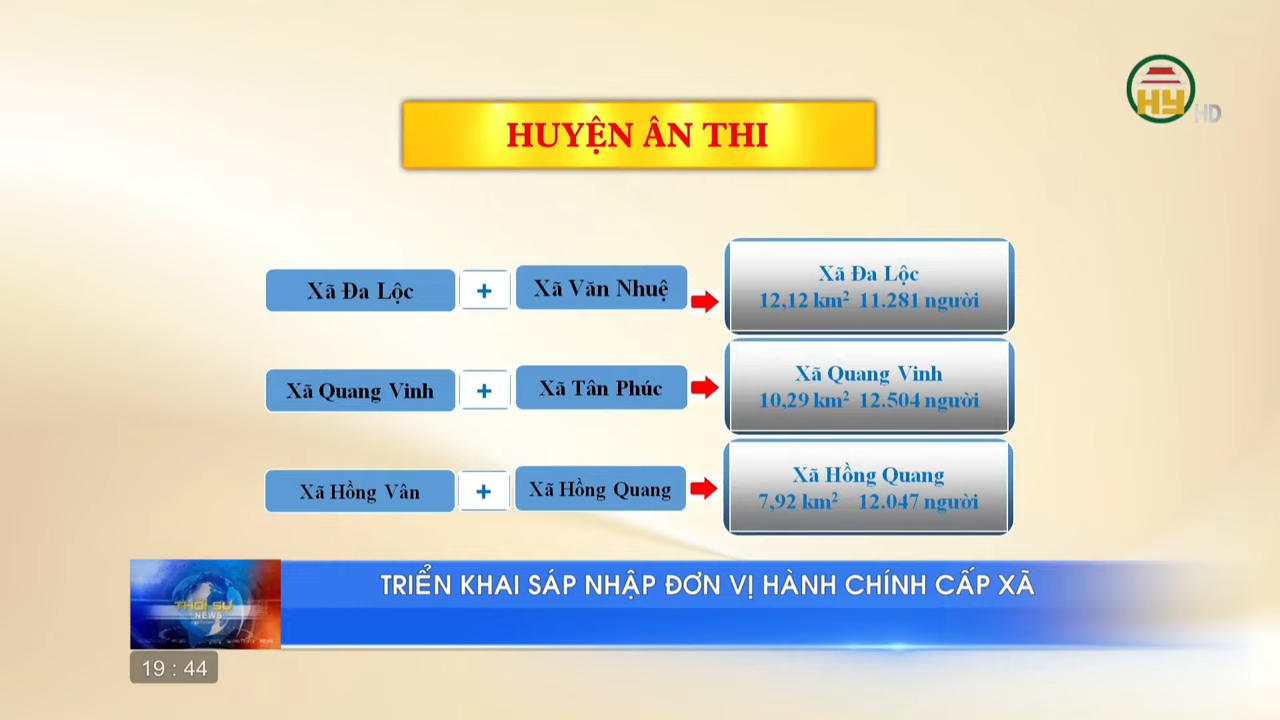 HY HD
HUYỆN ÂN THI
Xã Đa Lộc + Xã Văn Nhuệ
Xã Đa Lộc
12,12 km² 11.281 người
Xã Quang Vinh + Xã Tân Phúc
Xã Quang Vinh
10,29 km² 12.504 người
Xã Hồng Vân + Xã Hồng Quang
Xã Hồng Quang
7,92 km² 12.047 người
TRIỂN KHAI SÁP NHẬP ĐƠN VỊ HÀNH CHÍNH CẤP XÃ
THỜI SỰ
NEWS
19 : 44